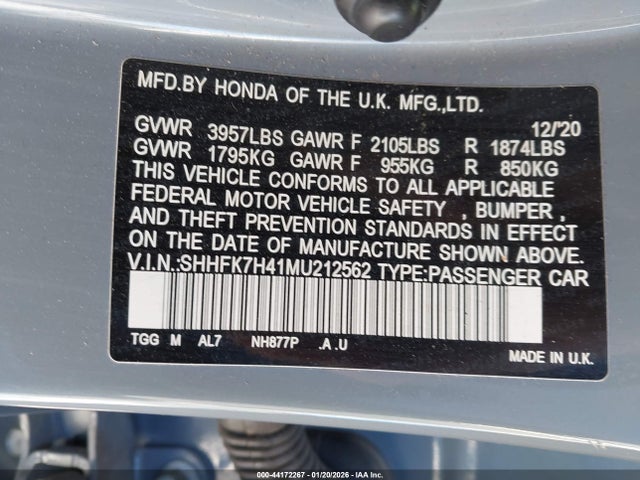 MFD.BY HONDA OF THE U.K. MFG.,LTD.
12/'20
GVWR 3957LBS GAWR F 2105LBS R 1874LBS
GVWR 1795KG GAWR F 955KG R 850KG
THIS VEHICLE CONFORMS TO ALL APPLICABLE
FEDERAL MOTOR VEHICLE SAFETY , BUMPER ,
AND THEFT PREVENTION STANDARDS IN EFFECT
ON THE DATE OF MANUFACTURE SHOWN ABOVE.
V.I.N.:SHHFK7H41MU212562 TYPE:PASSENGER CAR
TGG M AL7 NH877P .A .U
MADE IN U.K.
000-44172267 - 01/20/2026 - IAA Inc.